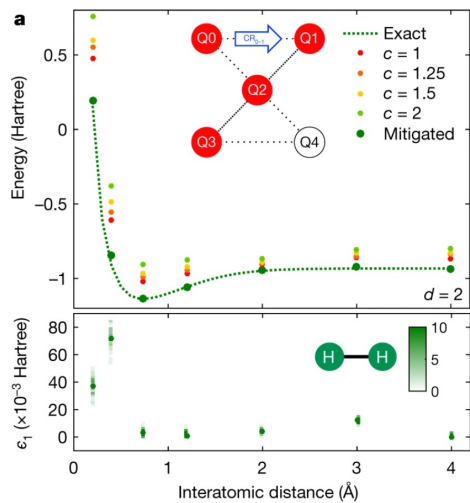 a
0.5
0
−0.5
−1
Energy (Hartree)
Q0
CR₀₋₁
Q1
Q2
Q3
Q4
Exact
c = 1
c = 1.25
c = 1.5
c = 2
Mitigated
d = 2
80
60
40
20
0
ϵ₁ (×10⁻³ Hartree)
H H
10
5
0
0 1 2 3 4
Interatomic distance (Å)